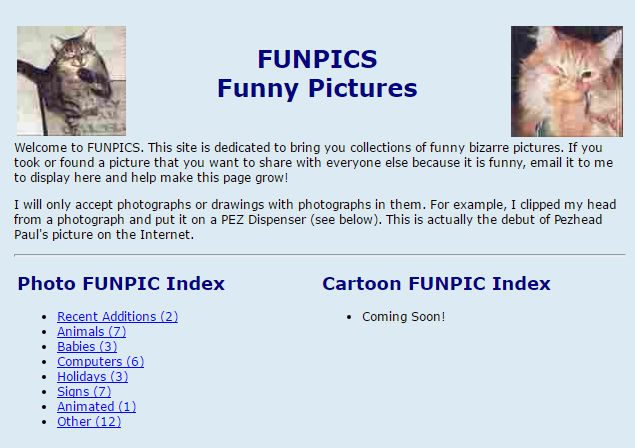 FUNPICS
Funny Pictures
Welcome to FUNPICS. This site is dedicated to bring you collections of funny bizarre pictures. If you
took or found a picture that you want to share with everyone else because it is funny, email it to me
to display here and help make this page grow!
I will only accept photographs or drawings with photographs in them. For example, I clipped my head
from a photograph and put it on a PEZ Dispenser (see below). This is actually the debut of Pezhead
Paul's picture on the Internet.
Photo FUNPIC Index
Recent Additions (2)
Animals (7)
Babies (3)
Computers (6)
Holidays (3)
Signs (7)
Animated (1)
Other (12)
Cartoon FUNPIC Index
Coming Soon!